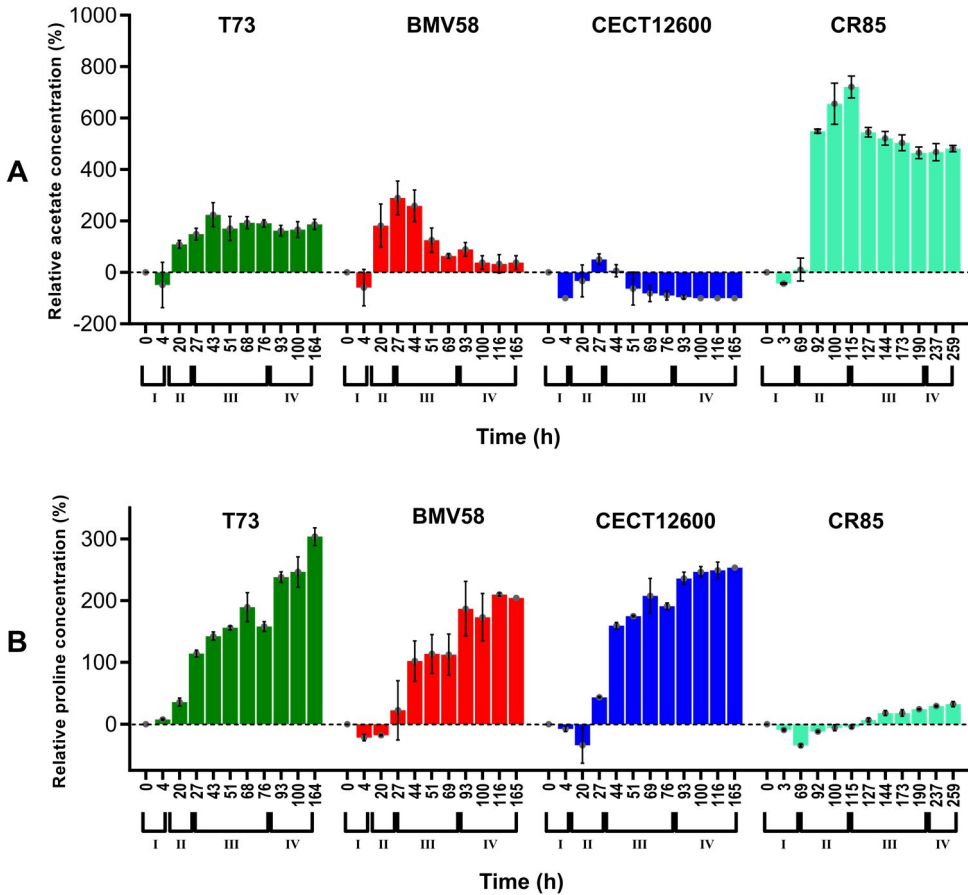 A
Relative acetate concentration (%)
T73 BMV58 CECT12600 CR85
1000
800
600
400
200
0
-200
0 4 20 27 43 51 68 76 93 100 164 0 4 20 27 44 51 69 93 100 116 165 0 4 20 27 44 51 69 76 93 100 116 165 0 3 69 92 100 115 127 144 173 190 237 259
I II III IV I II III IV I II III IV I II III IV
Time (h)
B
Relative proline concentration (%)
T73 BMV58 CECT12600 CR85
300
200
100
0
0 4 20 27 43 51 68 76 93 100 164 0 4 20 27 44 51 69 93 100 116 165 0 4 20 27 44 51 69 76 93 100 116 165 0 3 69 92 100 115 127 144 173 190 237 259
I II III IV I II III IV I II III IV I II III IV
Time (h)